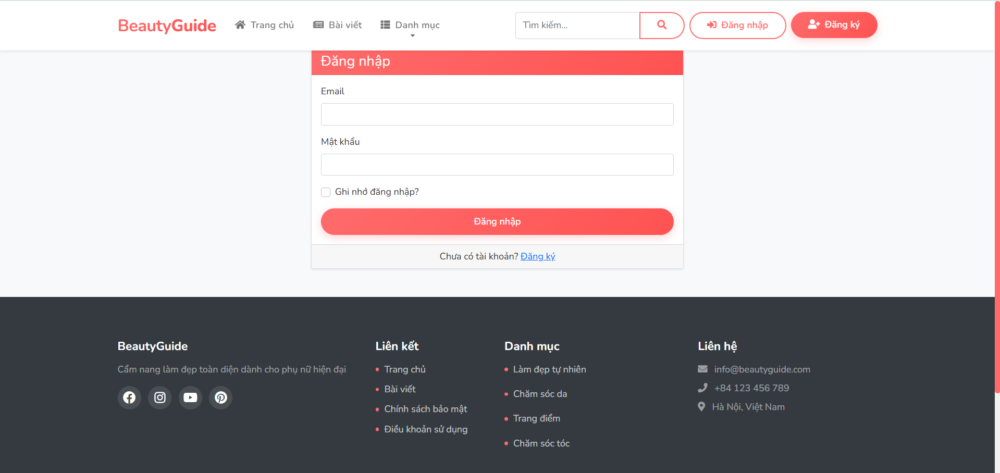 BeautyGuide
Trang chủ
Bài viết
Danh mục
Tìm kiếm...
Đăng nhập
Đăng ký
Đăng nhập
Email
Mật khẩu
Ghi nhớ đăng nhập?
Đăng nhập
Chưa có tài khoản? Đăng ký
BeautyGuide
Cẩm nang làm đẹp toàn diện dành cho phụ nữ hiện đại
Liên kết
Trang chủ
Bài viết
Chính sách bảo mật
Điều khoản sử dụng
Danh mục
Làm đẹp tự nhiên
Chăm sóc da
Trang điểm
Chăm sóc tóc
Liên hệ
info@beautyguide.com
+84 123 456 789
Hà Nội, Việt Nam